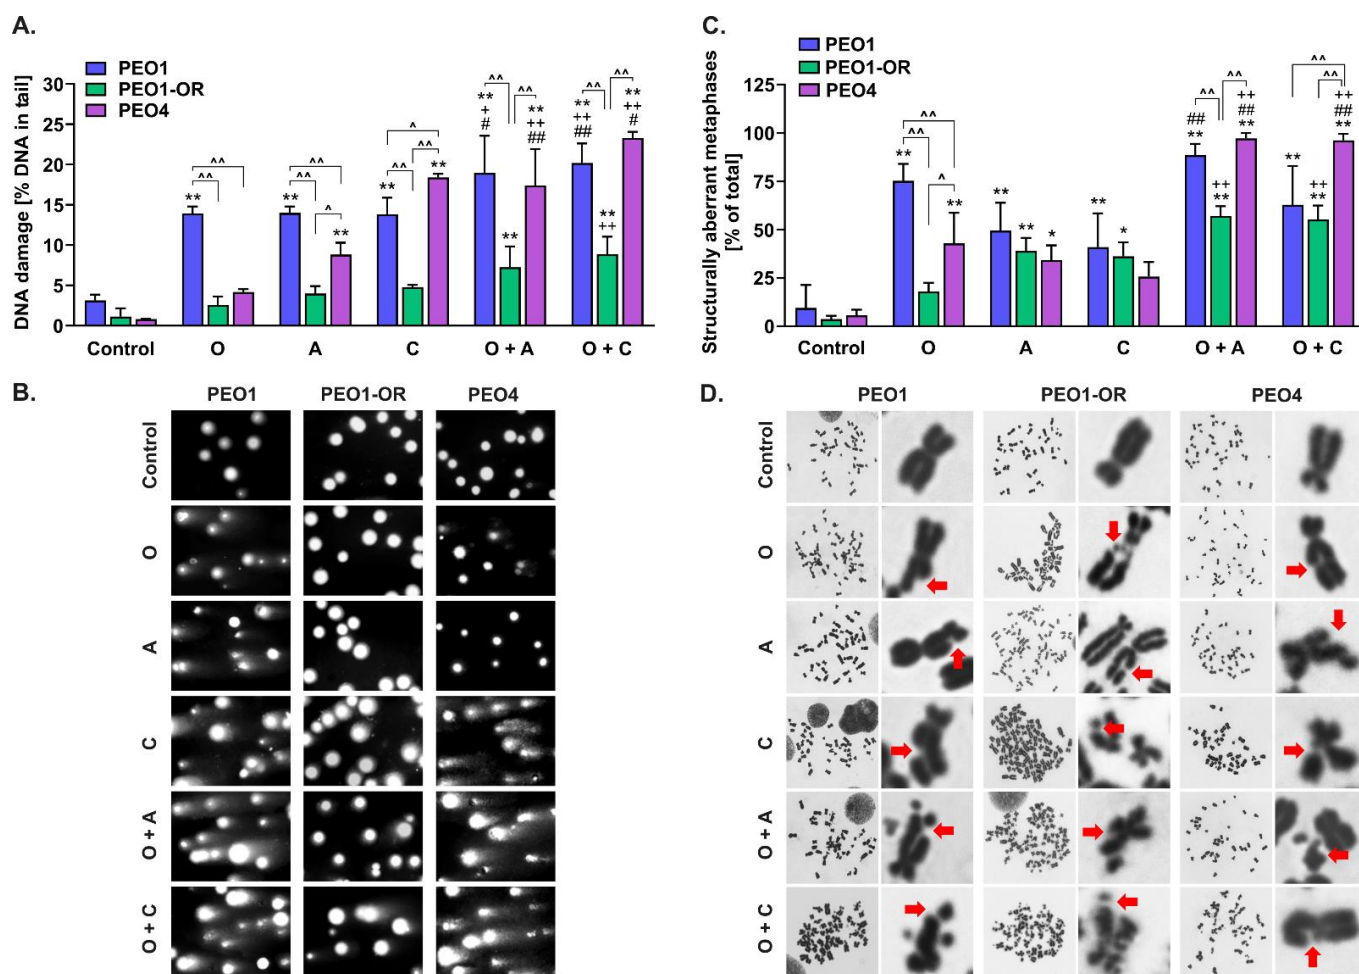 A.
DNA damage [% DNA in tail]
PEO1
PEO1-OR
PEO4
30
25
20
15
10
5
0
**
^^
^^
**
^^
^^
^
**
**
^^
^
^^
**
**
+
#
^^
**
^^
**
++
##
**
++
##
^^
**
++
^^
**
++
#
Control O A C O + A O + C
B.
PEO1 PEO1-OR PEO4
Control
O
A
C
O + A
O + C
C.
Structurally aberrant metaphases
[% of total]
PEO1
PEO1-OR
PEO4
125
100
75
50
25
0
**
^^
^^
^
**
**
**
*
**
*
##
**
^^
++
**
^^
++
##
**
**
^^
^^
++
**
++
##
**
Control O A C O + A O + C
D.
PEO1 PEO1-OR PEO4
Control
O
A
C
O + A
O + C